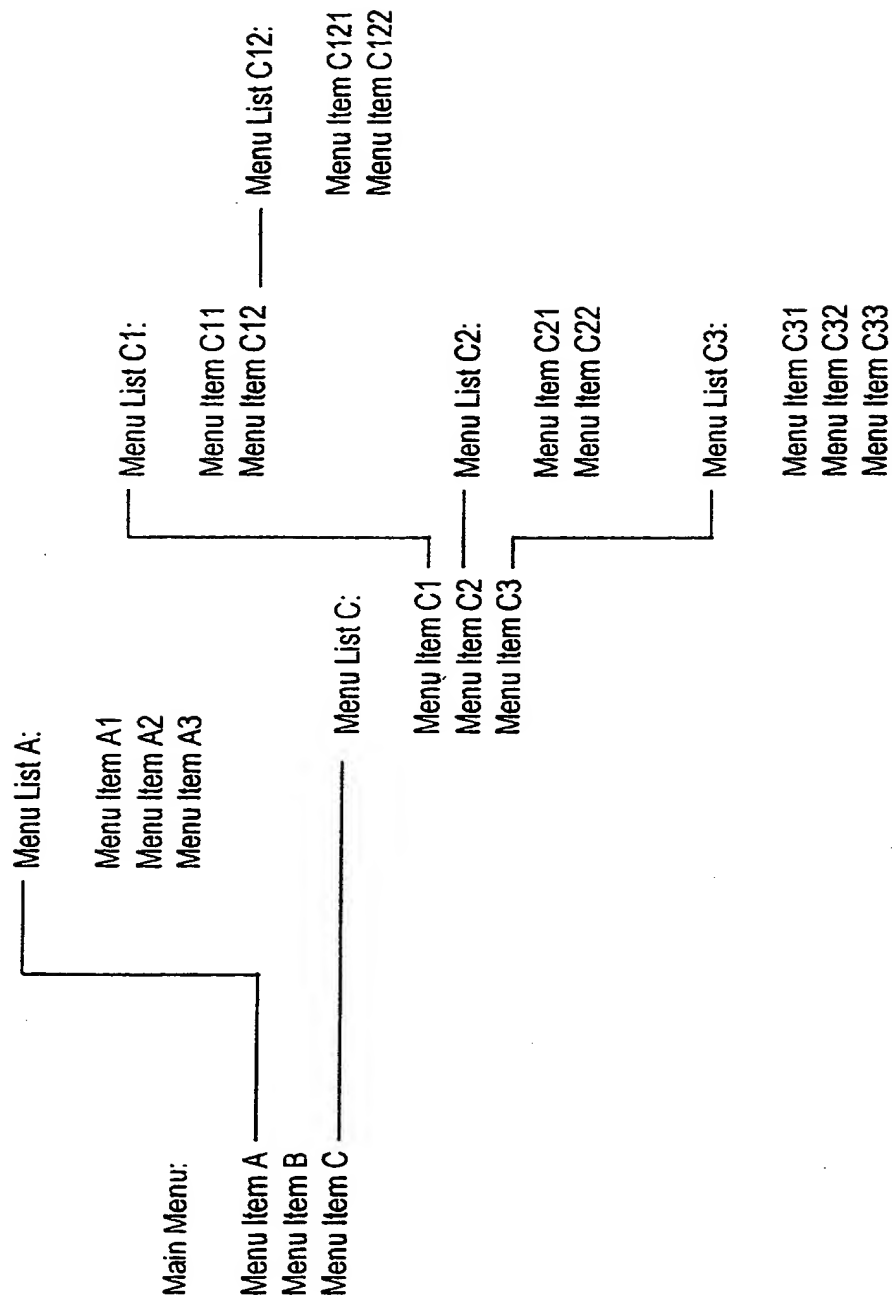 Main Menu:
Menu Item A
Menu Item B
Menu Item C
Menu List A:
Menu Item A1
Menu Item A2
Menu Item A3
Menu List C:
Menu Item C1
Menu Item C2
Menu Item C3
Menu List C1:
Menu Item C11
Menu Item C12
Menu List C2:
Menu Item C21
Menu Item C22
Menu List C3:
Menu Item C31
Menu Item C32
Menu Item C33
Menu List C12:
Menu Item C121
Menu Item C122